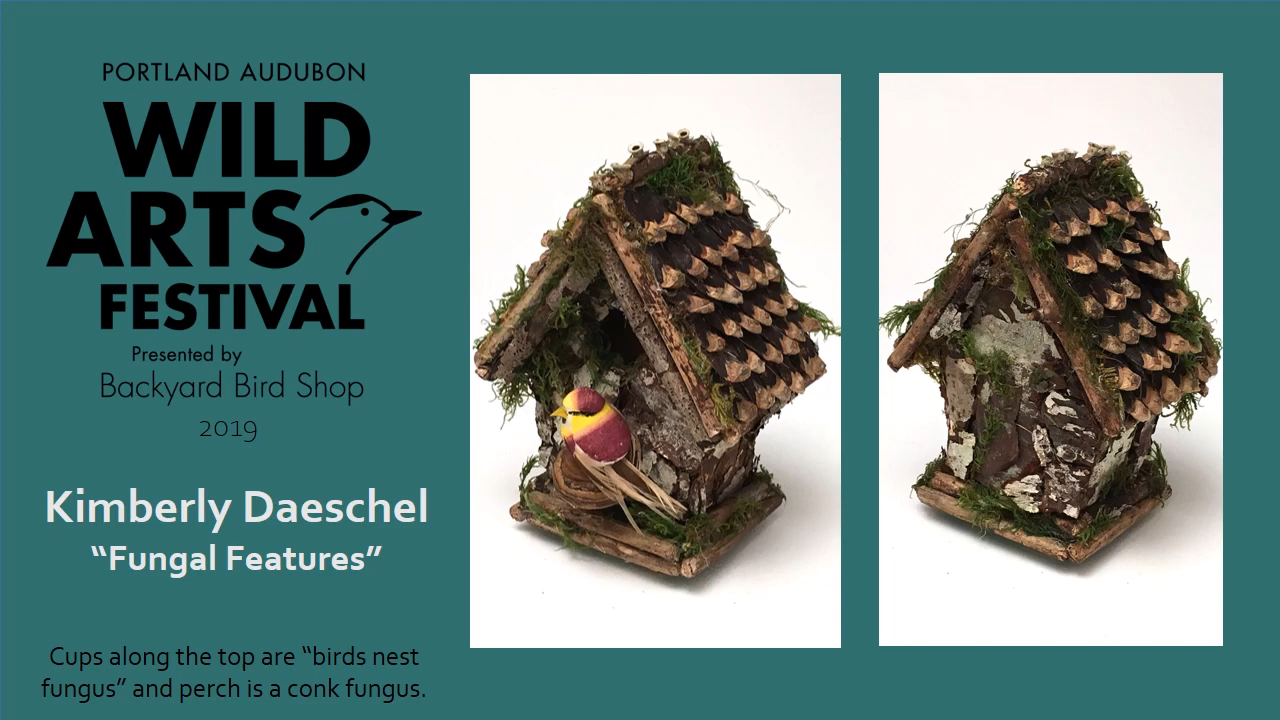 PORTLAND AUDUBON
WILD
ARTS
FESTIVAL
Presented by
Backyard Bird Shop
2019
Kimberly Daeschel
“Fungal Features”
Cups along the top are “birds nest
fungus” and perch is a conk fungus.